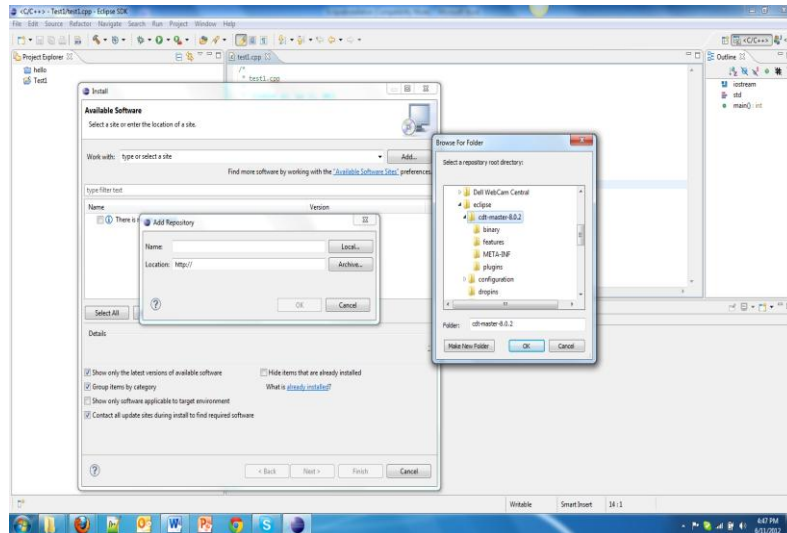 <C/C++> - Test1/test1.cpp - Eclipse SDK
File Edit Source Refactor Navigate Search Run Project Window Help
<C/C++>
Project Explorer
hello
Test1
test1.cpp
/*
* test1.cpp
Outline
iostream
std
main() : int
Install
Available Software
Select a site or enter the location of a site.
Work with: type or select a site
Add...
Find more software by working with the "Available Software Sites" preferences.
type filter text
Name
Version
There is
Add Repository
Name:
Local...
Location: http://
Archive...
OK
Cancel
Select All
Details
Show only the latest versions of available software
Hide items that are already installed
Group items by category
What is already installed?
Show only software applicable to target environment
Contact all update sites during install to find required software
< Back
Next >
Finish
Cancel
Browse For Folder
Select a repository root directory:
Dell WebCam Central
eclipse
cdt-master-8.0.2
binary
features
META-INF
plugins
configuration
dropins
Folder: cdt-master-8.0.2
Make New Folder
OK
Cancel
Writable
Smart Insert
14 : 1
6:47 PM
6/11/2012